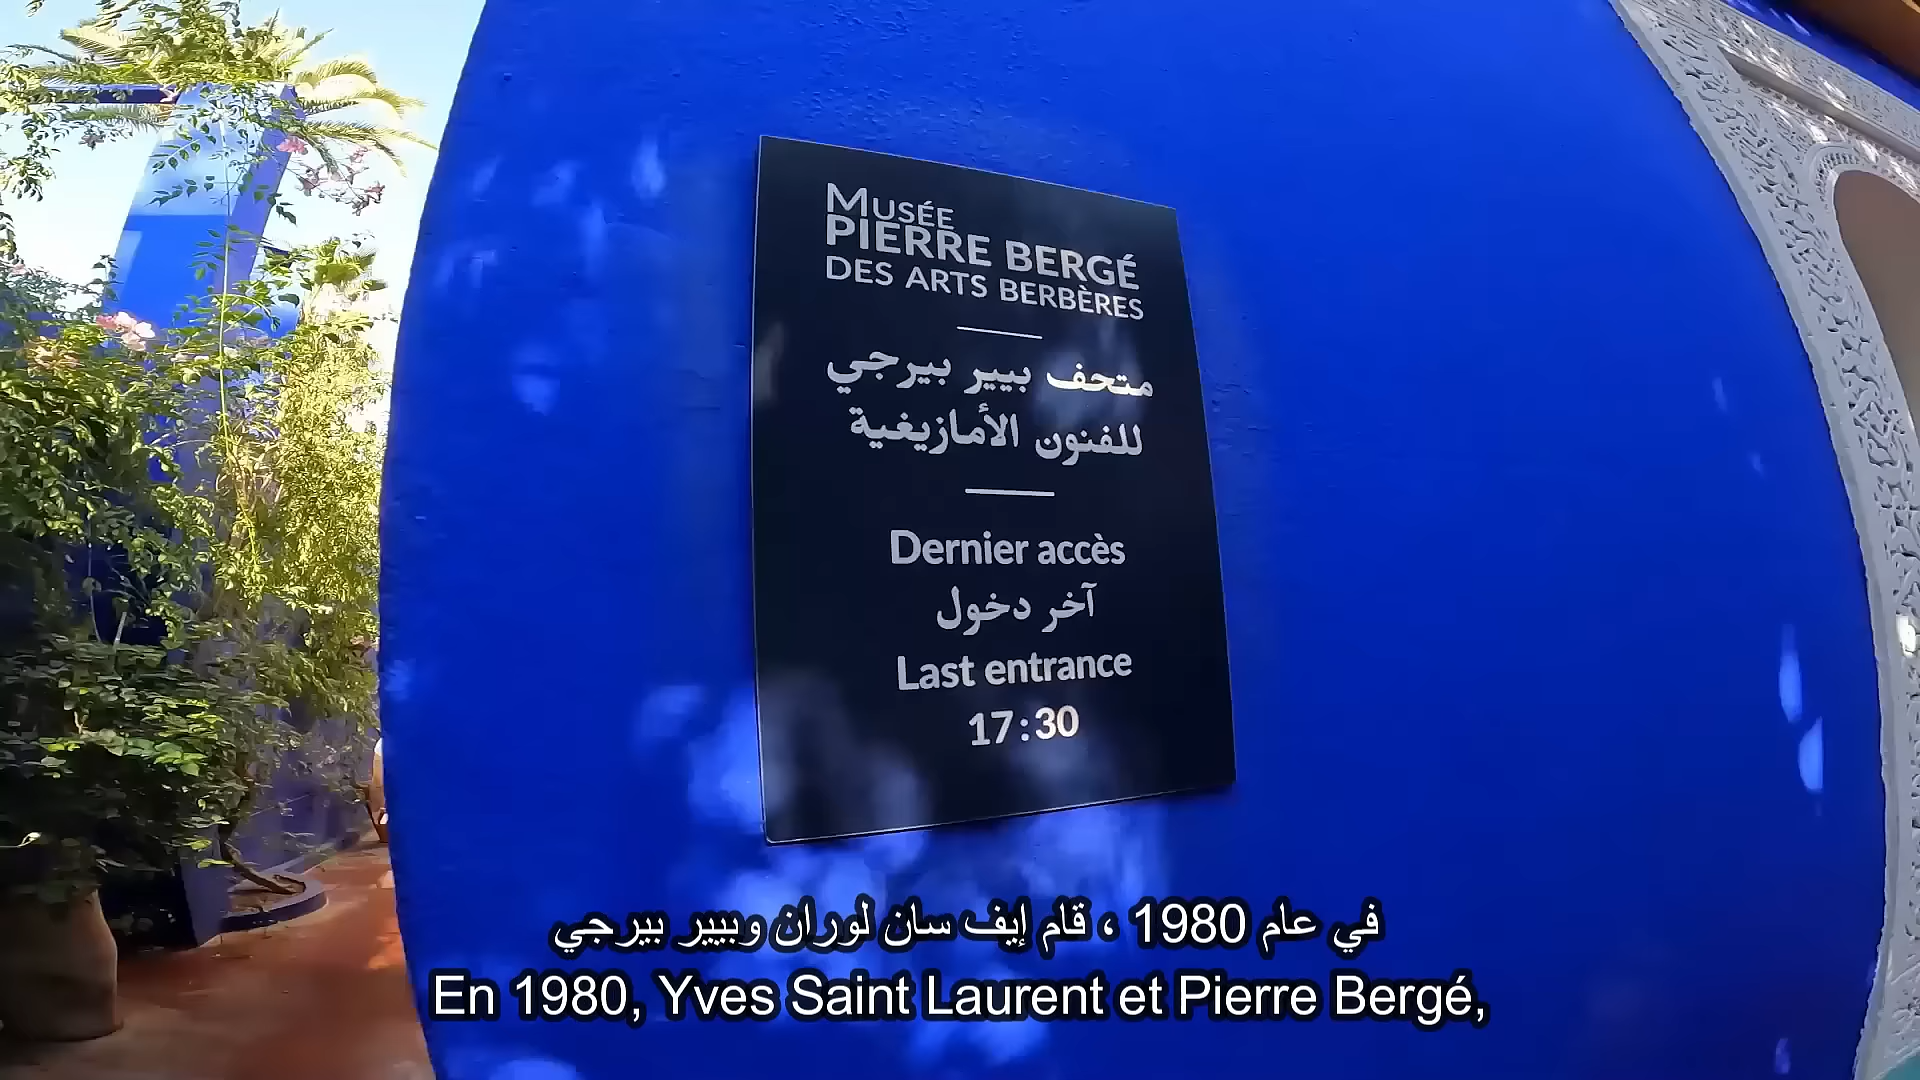 MUSÉE
PIERRE BERGÉ
DES ARTS BERBÈRES
متحف بيير بيرجي
للفنون الأمازيغية
Dernier accès
آخر دخول
Last entrance
17:30
في عام 1980 ، قام إيف سان لوران وبيير بيرجي
En 1980, Yves Saint Laurent et Pierre Bergé,